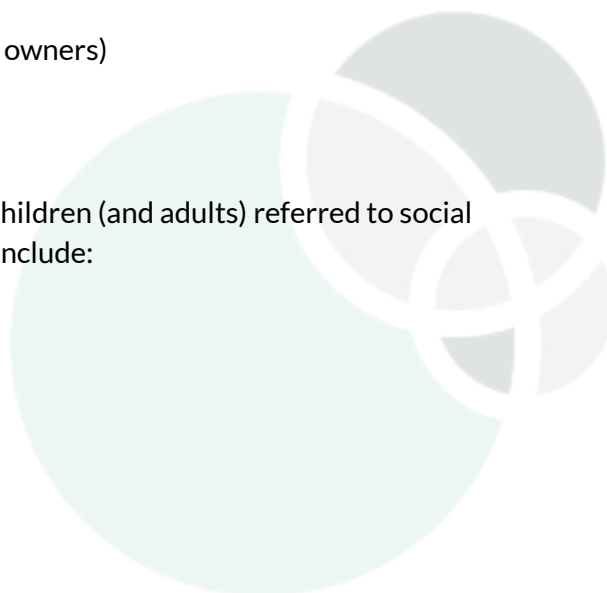 owners)
hildren (and adults) referred to social
nclude: